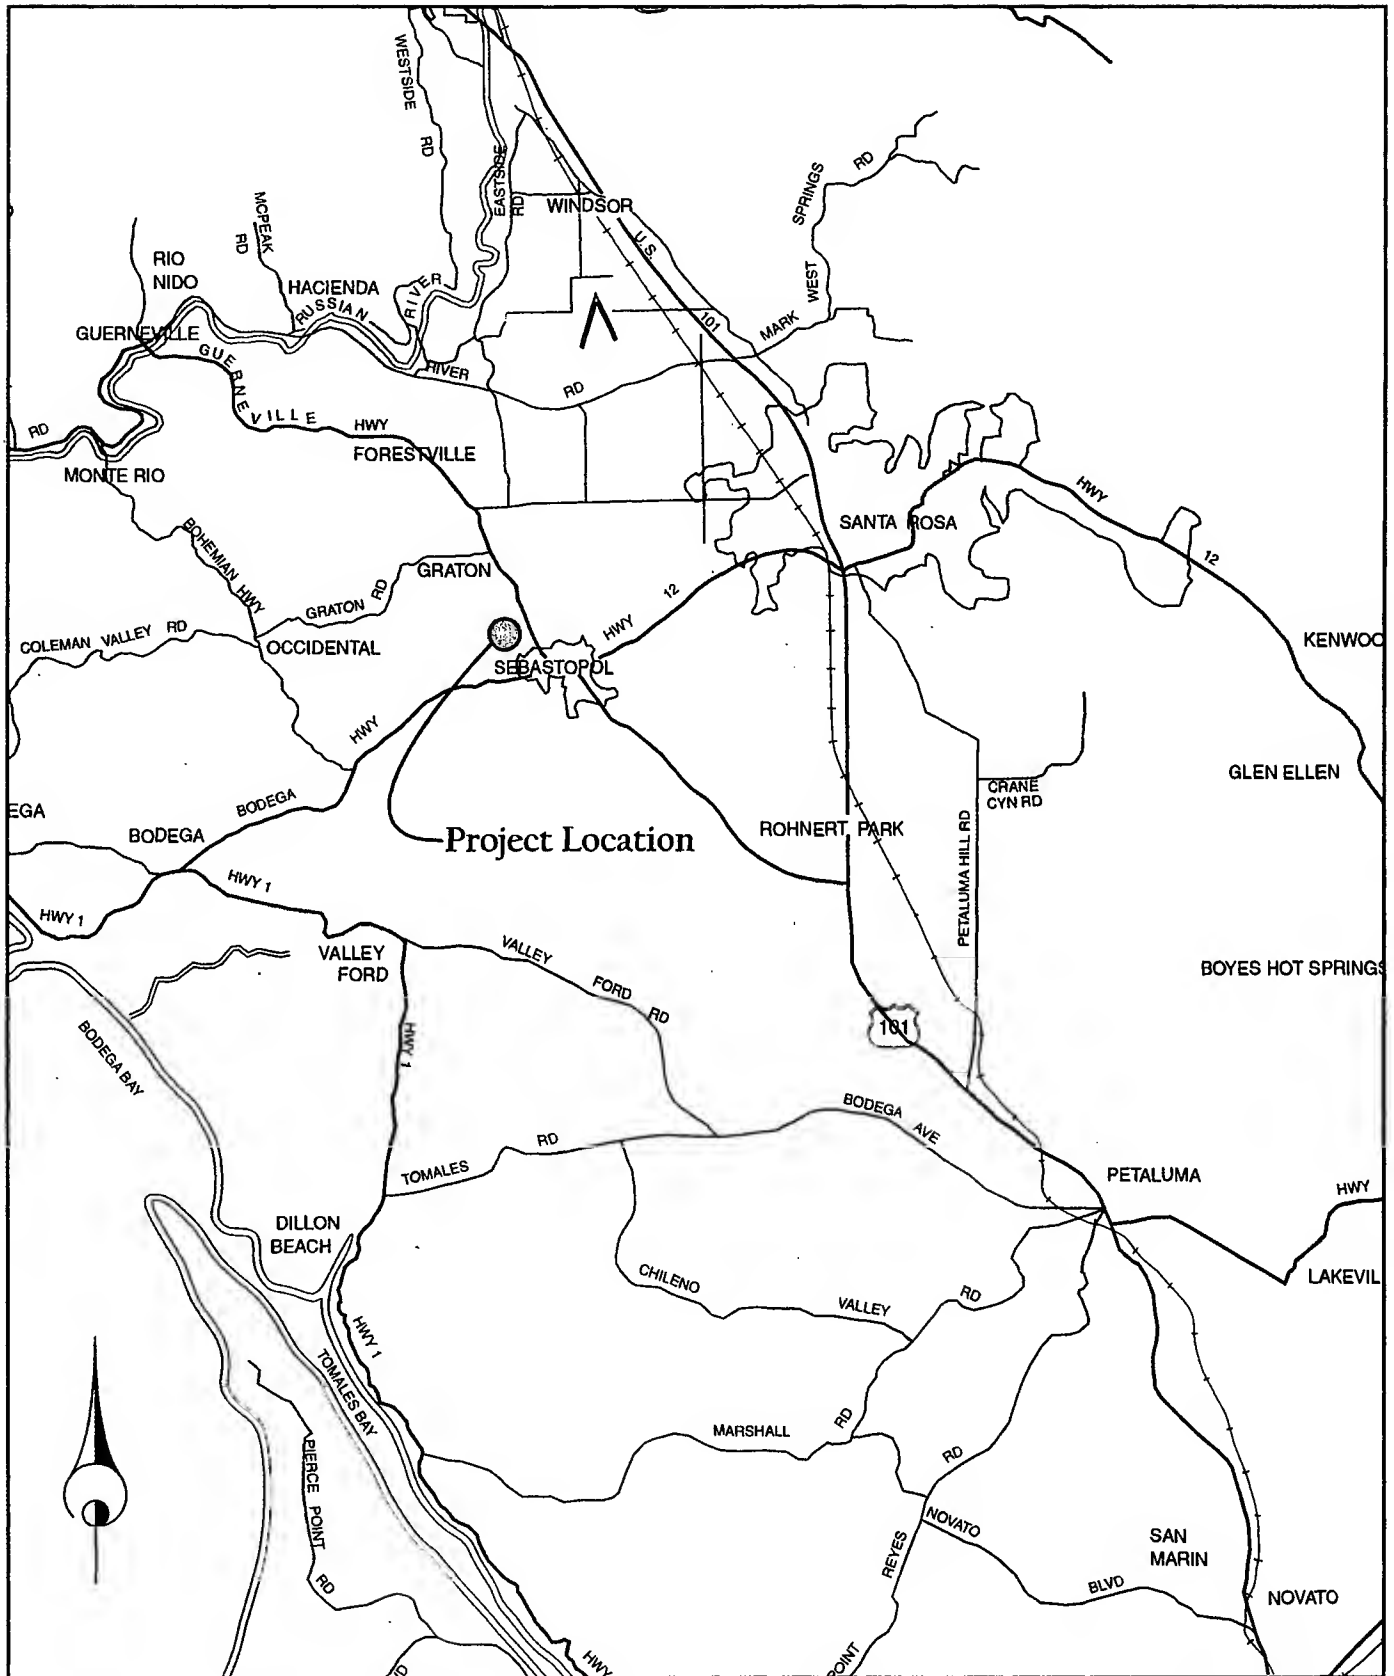 WESTSIDE
RD
EASTSIDE
RD
WINDSOR
U.S.
101
SPRINGS
RD
WEST
MARK
MCPEAK
RD
RIO
NIDO
HACIENDA
RUSSIAN
RIVER
GUERNEVILLE
GUERNE
VILLE
HWY
RIVER
RD
RD
FORESTVILLE
MONTE RIO
BOHEMIAN HWY
GRATON
GRATON RD
COLEMAN VALLEY RD
OCCIDENTAL
SANTA ROSA
HWY
12
HWY 12
SEBASTOPOL
KENWOO
HWY
GLEN ELLEN
CRANE
CYN RD
EGA
BODEGA
BODEGA
Project Location
ROHNERT PARK
PETALUMA HILL RD
HWY 1
HWY 1
VALLEY
FORD
VALLEY
FORD
RD
BOYES HOT SPRINGS
101
BODEGA BAY
HWY 1
BODEGA
AVE
TOMALES
RD
PETALUMA
HWY
DILLON
BEACH
LAKEVIL
CHILENO
VALLEY
RD
HWY 1
TOMALES BAY
MARSHALL
RD
RD
PIERCE POINT
RD
NOVATO
BLVD
REYES
SAN
MARIN
NOVATO
HWY